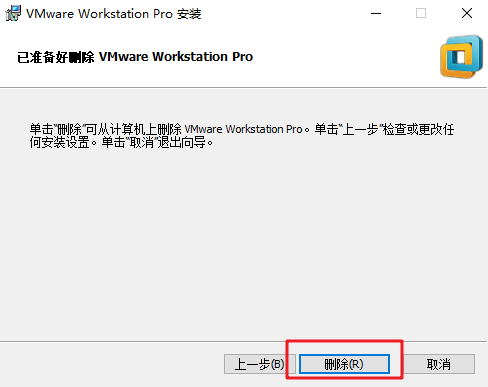 VMware Workstation Pro 安装
已准备好删除 VMware Workstation Pro
单击“删除”可从计算机上删除 VMware Workstation Pro。单击“上一步”检查或更改任
何安装设置。单击“取消”退出向导。
上一步(B) 删除(R) 取消